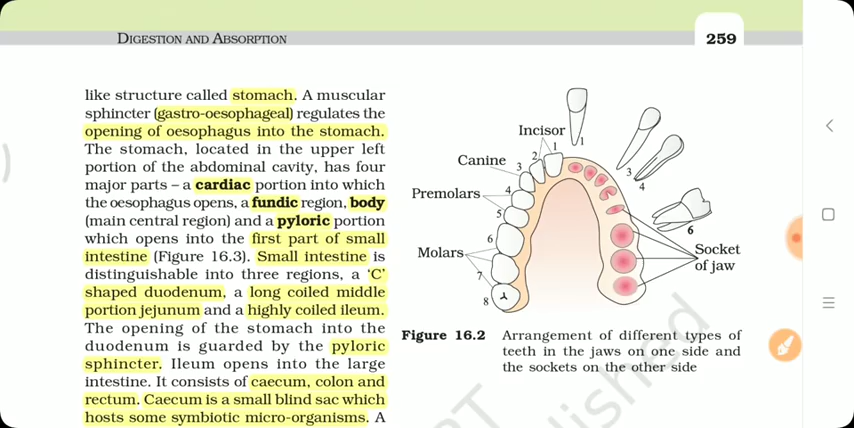 DIGESTION AND ABSORPTION
259
like structure called stomach. A muscular
sphincter (gastro-oesophageal) regulates the
opening of oesophagus into the stomach.
The stomach, located in the upper left
portion of the abdominal cavity, has four
major parts – a cardiac portion into which
the oesophagus opens, a fundic region, body
(main central region) and a pyloric portion
which opens into the first part of small
intestine (Figure 16.3). Small intestine is
distinguishable into three regions, a ‘C’
shaped duodenum, a long coiled middle
portion jejunum and a highly coiled ileum.
The opening of the stomach into the
duodenum is guarded by the pyloric
sphincter. Ileum opens into the large
intestine. It consists of caecum, colon and
rectum. Caecum is a small blind sac which
hosts some symbiotic micro-organisms. A
Incisor
1
1
2
Canine
3
3
4
Premolars
4
5
6
6
Molars
7
8
Socket
of jaw
Figure 16.2 Arrangement of different types of
teeth in the jaws on one side and
the sockets on the other side